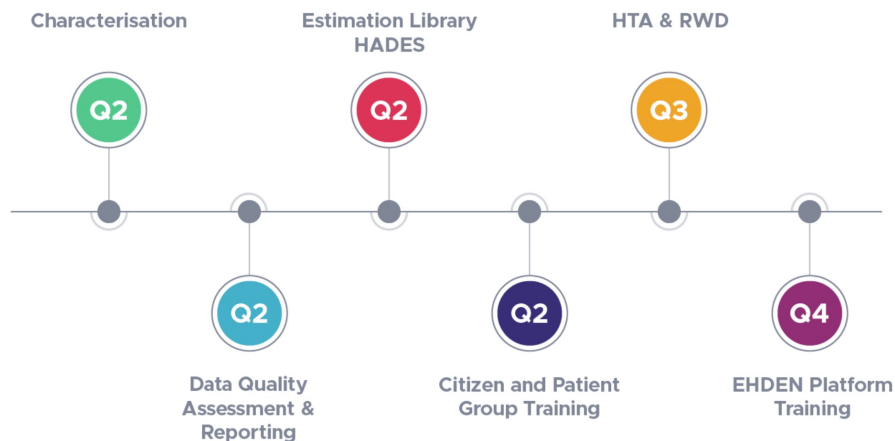 Characterisation
Estimation Library
HADES
HTA & RWD
Q2
Q2
Q3
Q2
Q2
Q4
Data Quality
Assessment &
Reporting
Citizen and Patient
Group Training
EHDEN Platform
Training